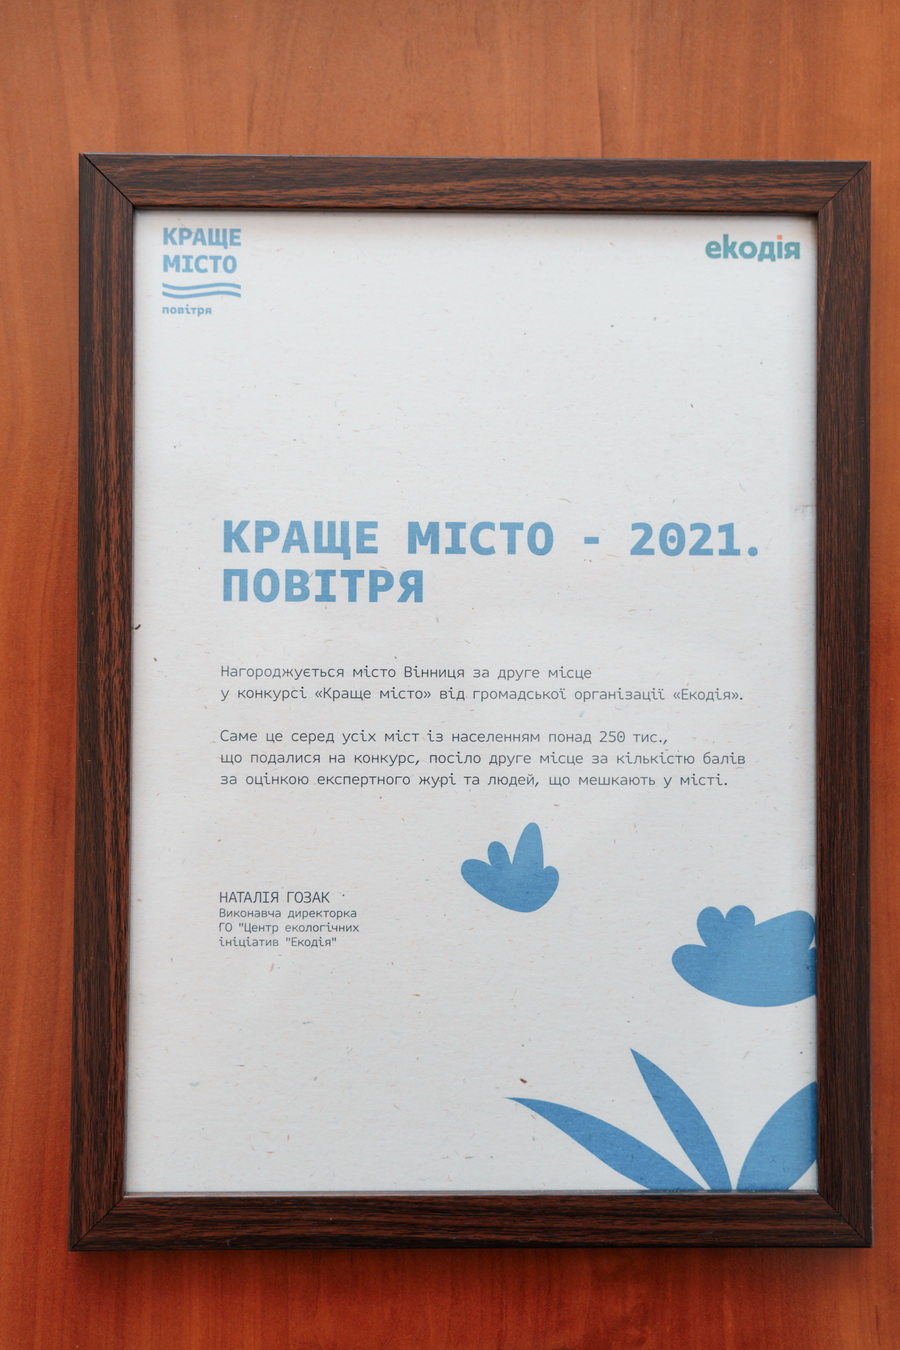 КРАЩЕ
МІСТО
повітря
екодія
КРАЩЕ МІСТО - 2021.
ПОВІТРЯ
Нагороджується місто Вінниця за друге місце
у конкурсі «Краще місто» від громадської організації «Екодія».
Саме це серед усіх міст із населенням понад 250 тис.,
що подалися на конкурс, посіло друге місце за кількістю балів
за оцінкою експертного журі та людей, що мешкають у місті.
НАТАЛІЯ ГОЗАК
Виконавча директорка
ГО "Центр екологічних
ініціатив "Екодія"